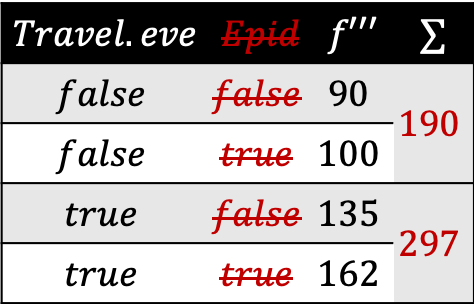 Travel.eve Epid f′′′ Σ
false false 90
190
false true 100
true false 135
297
true true 162